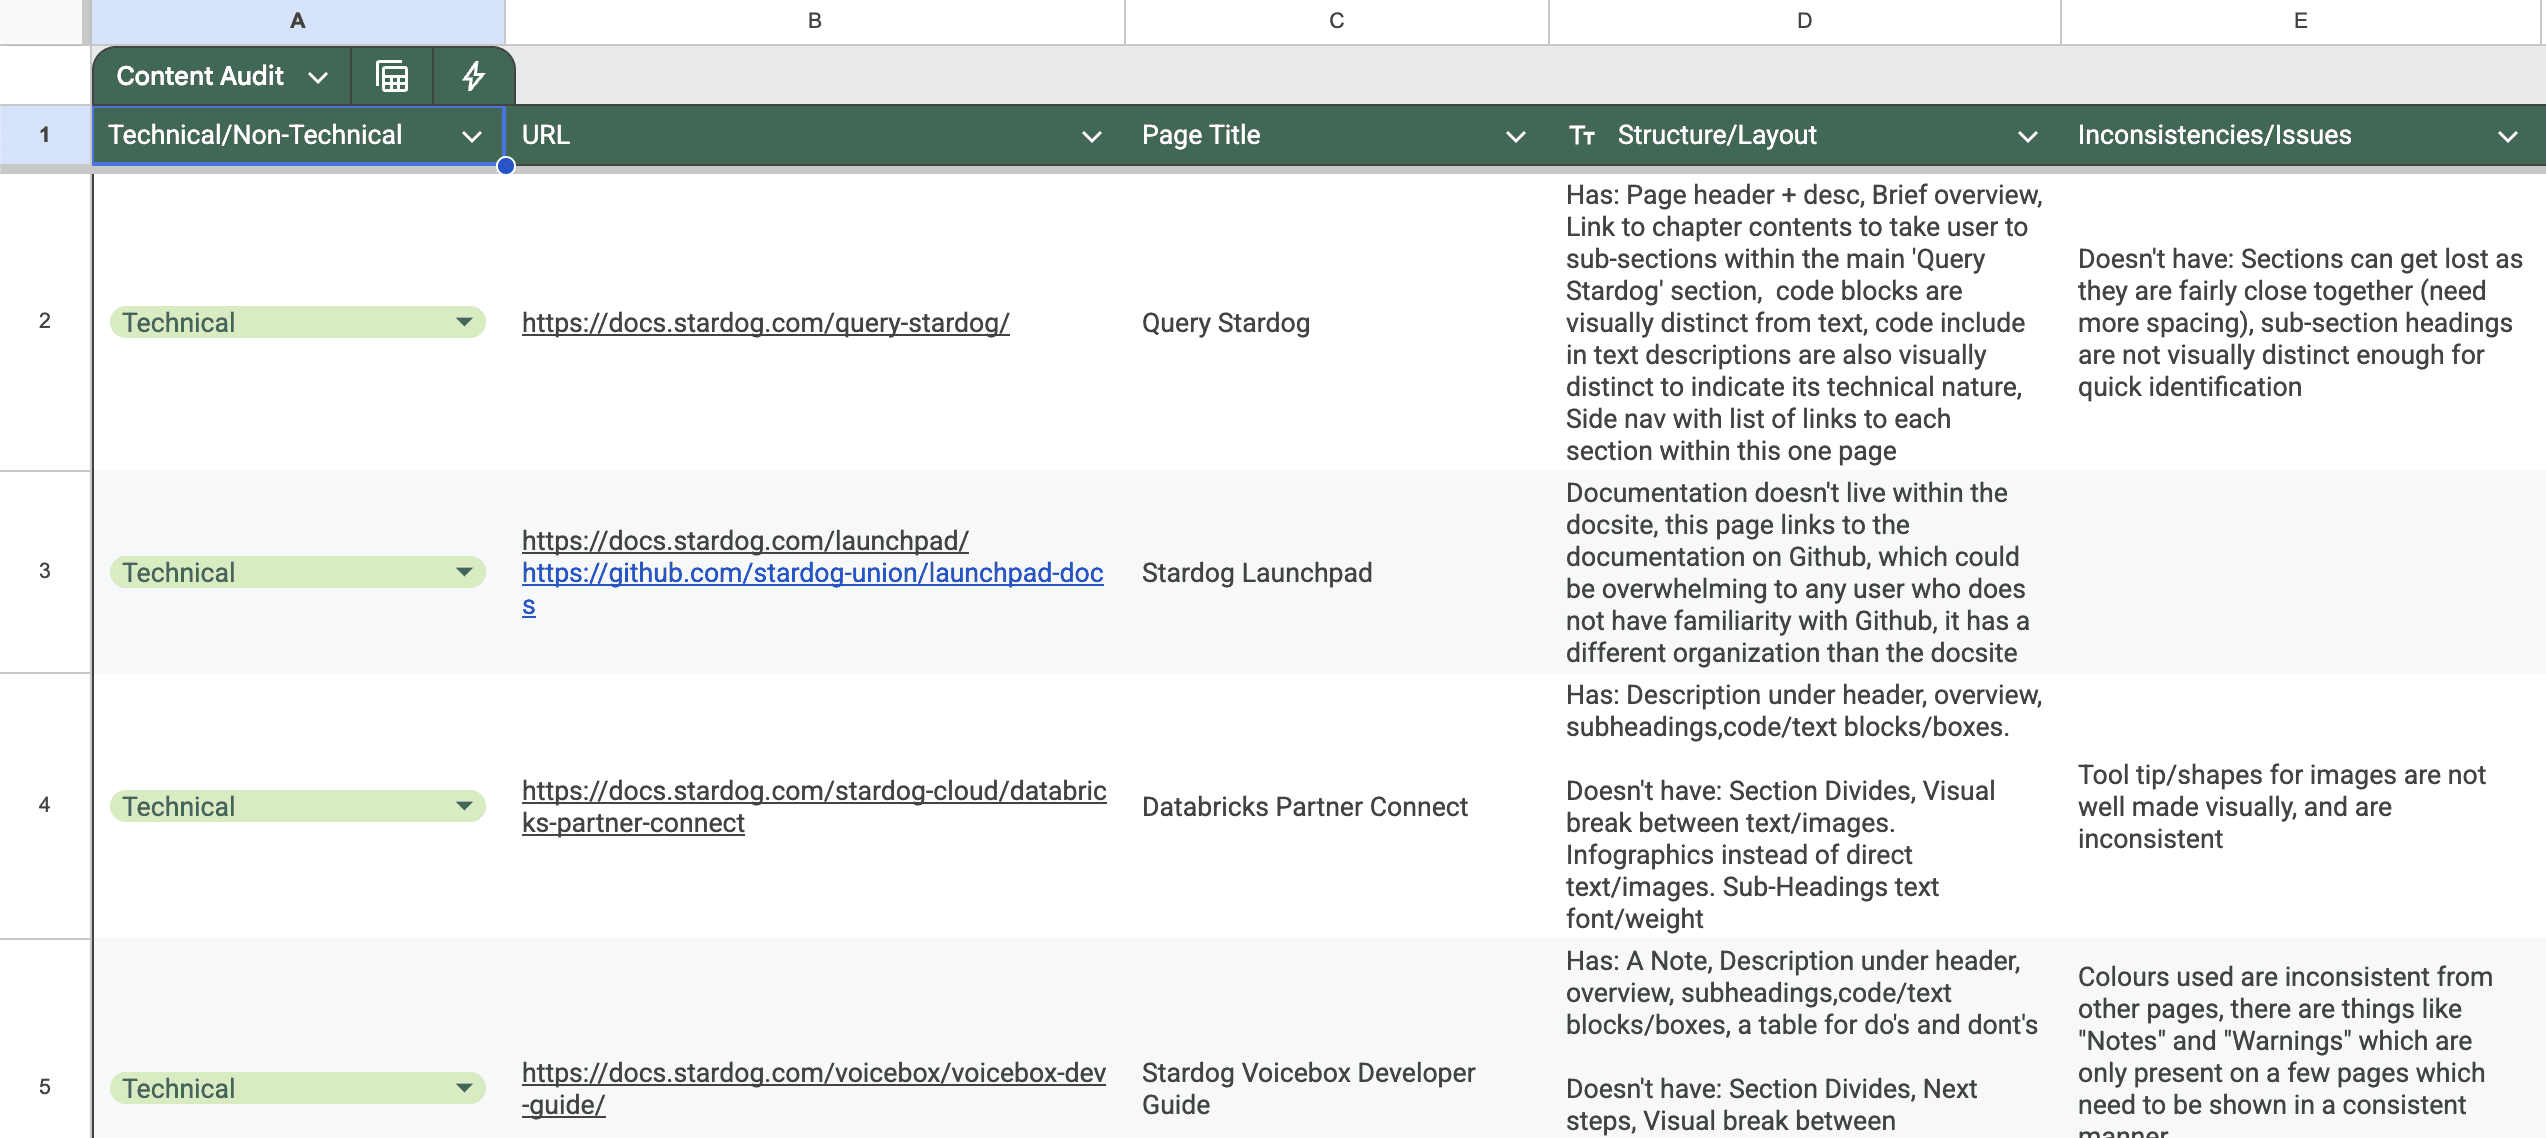 A B C D E
Content Audit
1 Technical/Non-Technical URL Page Title Tт Structure/Layout Inconsistencies/Issues
2
Technical
https://docs.stardog.com/query-stardog/
Query Stardog
Has: Page header + desc, Brief overview,
Link to chapter contents to take user to
sub-sections within the main 'Query
Stardog' section,  code blocks are
visually distinct from text, code include
in text descriptions are also visually
distinct to indicate its technical nature,
Side nav with list of links to each
section within this one page
Doesn't have: Sections can get lost as
they are fairly close together (need
more spacing), sub-section headings
are not visually distinct enough for
quick identification
3
Technical
https://docs.stardog.com/launchpad/
https://github.com/stardog-union/launchpad-doc
s
Stardog Launchpad
Documentation doesn't live within the
docsite, this page links to the
documentation on Github, which could
be overwhelming to any user who does
not have familiarity with Github, it has a
different organization than the docsite
4
Technical
https://docs.stardog.com/stardog-cloud/databric
ks-partner-connect
Databricks Partner Connect
Has: Description under header, overview,
subheadings,code/text blocks/boxes.
Doesn't have: Section Divides, Visual
break between text/images.
Infographics instead of direct
text/images. Sub-Headings text
font/weight
Tool tip/shapes for images are not
well made visually, and are
inconsistent
5
Technical
https://docs.stardog.com/voicebox/voicebox-dev
-guide/
Stardog Voicebox Developer
Guide
Has: A Note, Description under header,
overview, subheadings,code/text
blocks/boxes, a table for do's and dont's
Doesn't have: Section Divides, Next
steps, Visual break between
Colours used are inconsistent from
other pages, there are things like
"Notes" and "Warnings" which are
only present on a few pages which
need to be shown in a consistent
manner